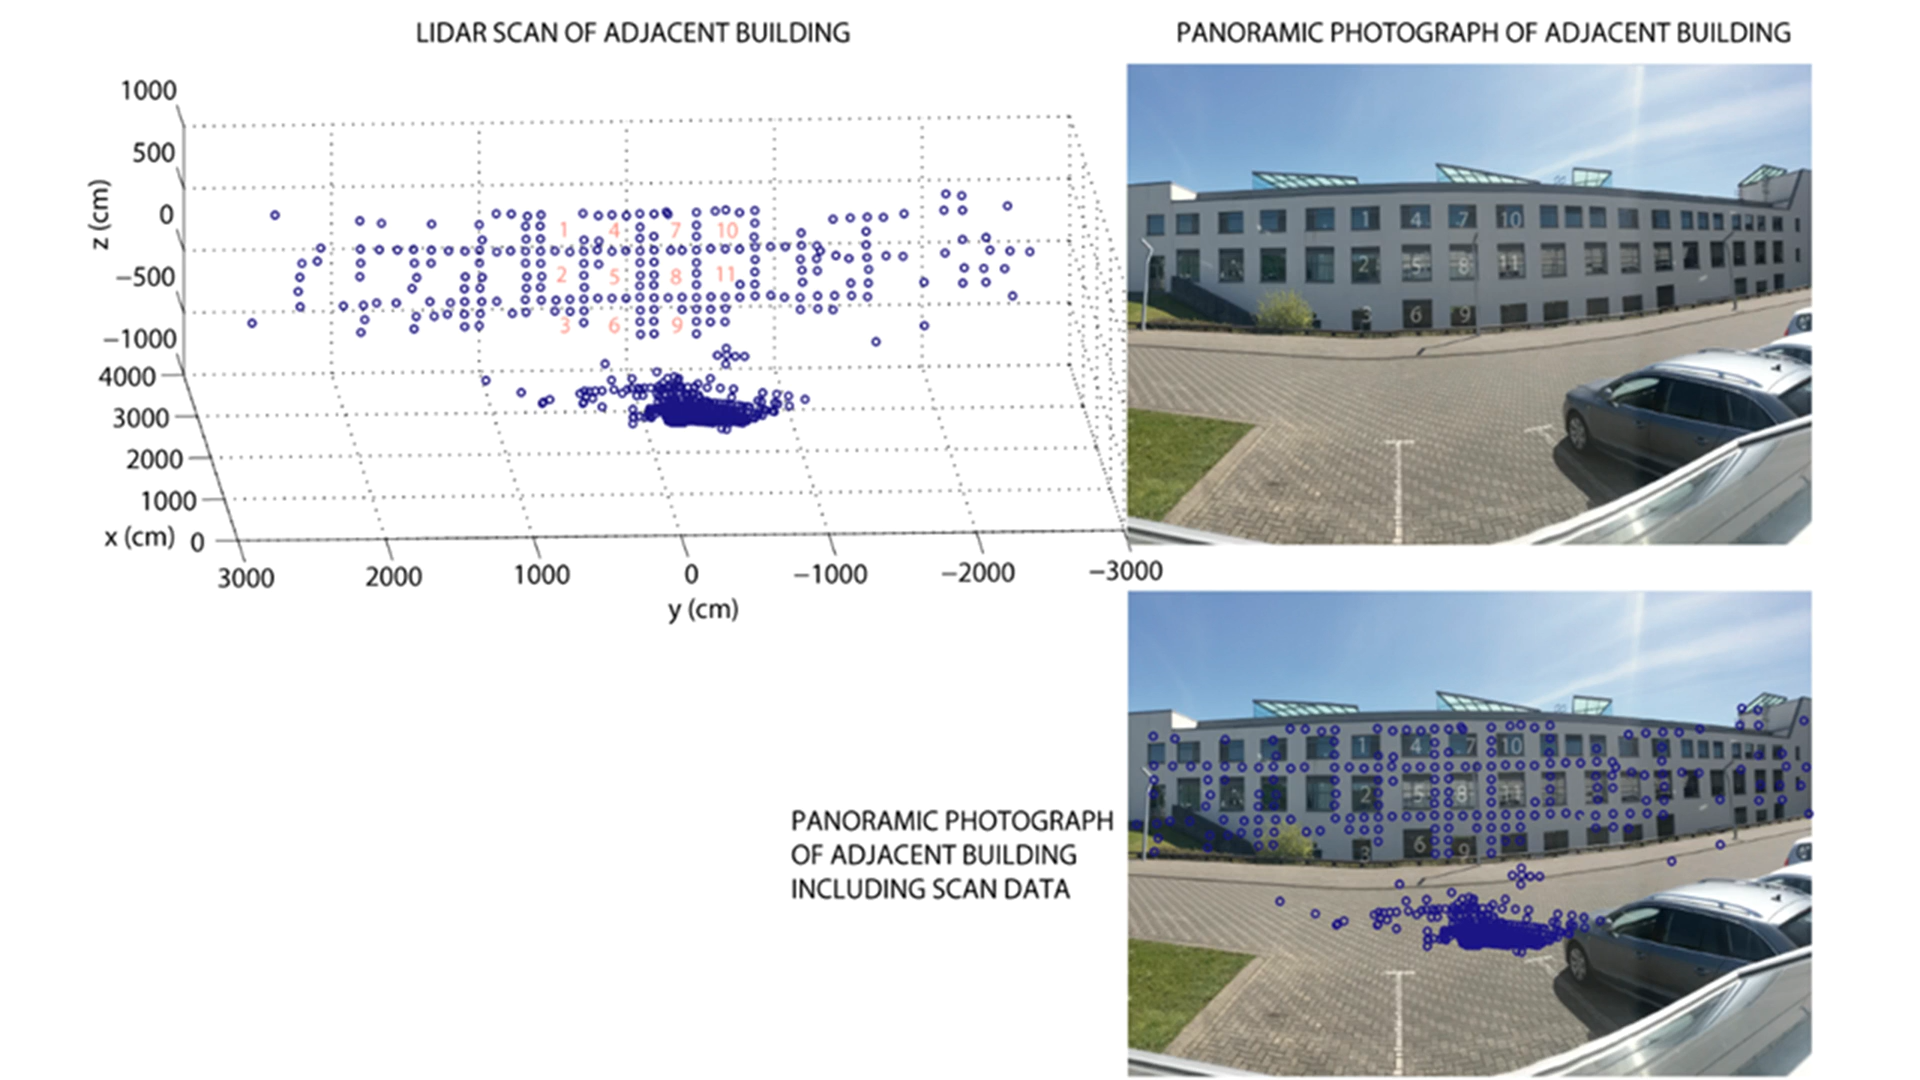 LIDAR SCAN OF ADJACENT BUILDING
PANORAMIC PHOTOGRAPH OF ADJACENT BUILDING
1000
500
0
−500
−1000
z (cm)
4000
3000
2000
1000
0
x (cm)
3000
2000
1000
0
−1000
−2000
−3000
y (cm)
1 4 7 10
2 5 8 11
3 6 9
1 4 7 10
2 5 8 11
3 6 9
PANORAMIC PHOTOGRAPH
OF ADJACENT BUILDING
INCLUDING SCAN DATA
1 4 7 10
2 5 8 11
3 6 9